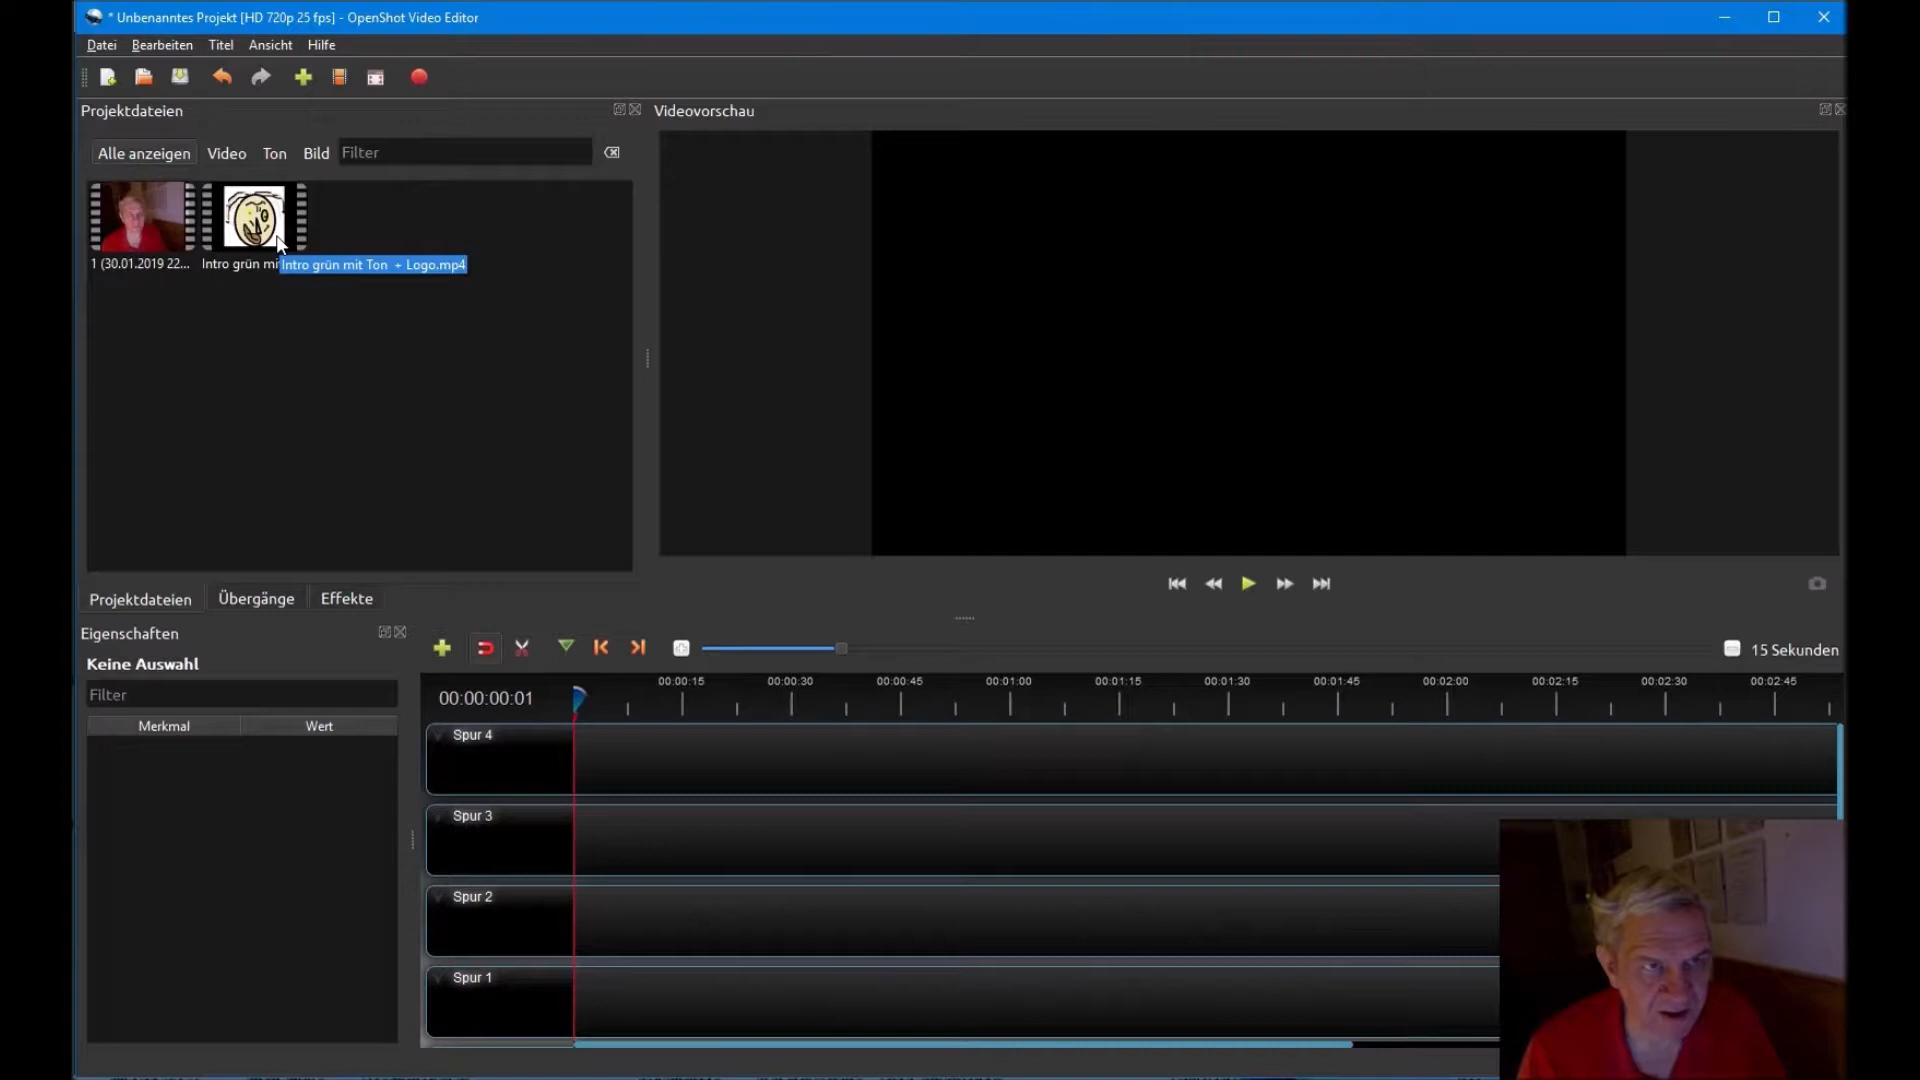 * Unbenanntes Projekt [HD 720p 25 fps] - OpenShot Video Editor
Datei Bearbeiten Titel Ansicht Hilfe
Projektdateien
Videovorschau
Alle anzeigen Video Ton Bild Filter
1 (30.01.2019 22...
Intro grün mi
Intro grün mit Ton + Logo.mp4
Projektdateien Übergänge Effekte
Eigenschaften
Keine Auswahl
Filter
Merkmal Wert
15 Sekunden
00:00:00:01
00:00:15 00:00:30 00:00:45 00:01:00 00:01:15 00:01:30 00:01:45 00:02:00 00:02:15 00:02:30 00:02:45
Spur 4
Spur 3
Spur 2
Spur 1